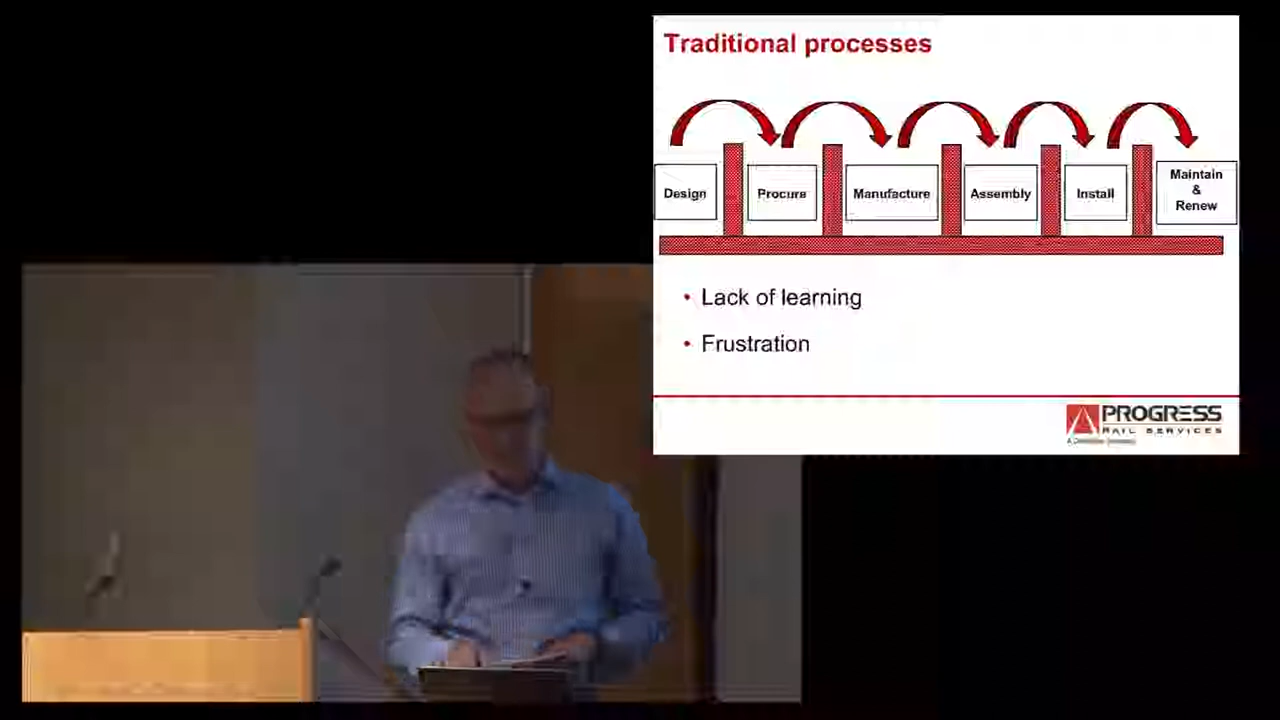 Traditional processes
Design
Procure
Manufacture
Assembly
Install
Maintain
&
Renew
• Lack of learning
• Frustration
PROGRESS
RAIL SERVICES